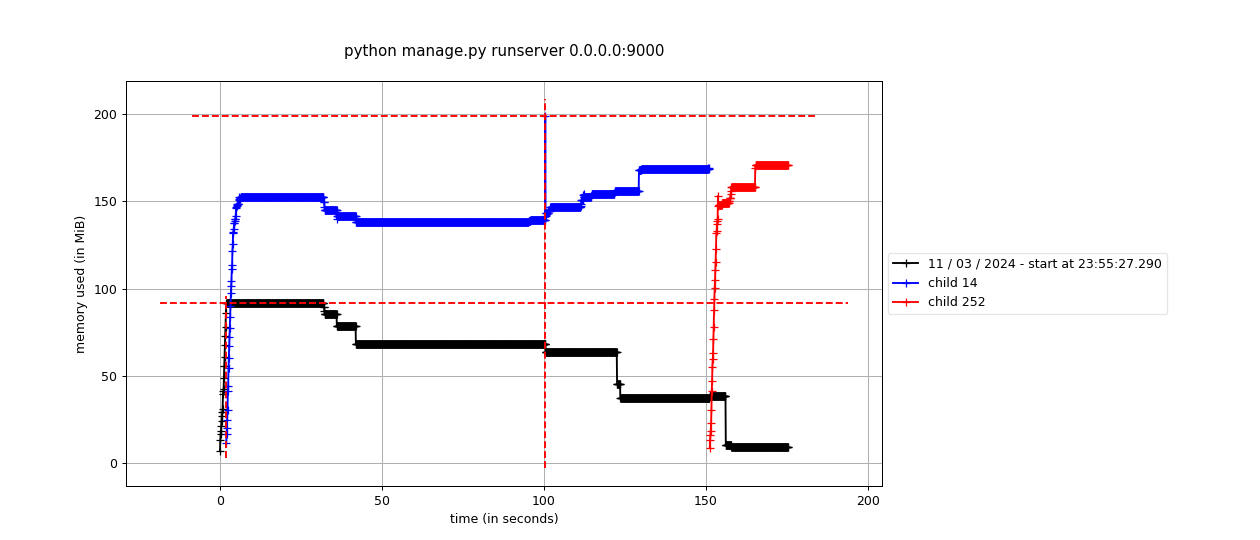 python manage.py runserver 0.0.0.0:9000
memory used (in MiB)
200
150
100
50
0
0 50 100 150 200
time (in seconds)
11 / 03 / 2024 - start at 23:55:27.290
child 14
child 252